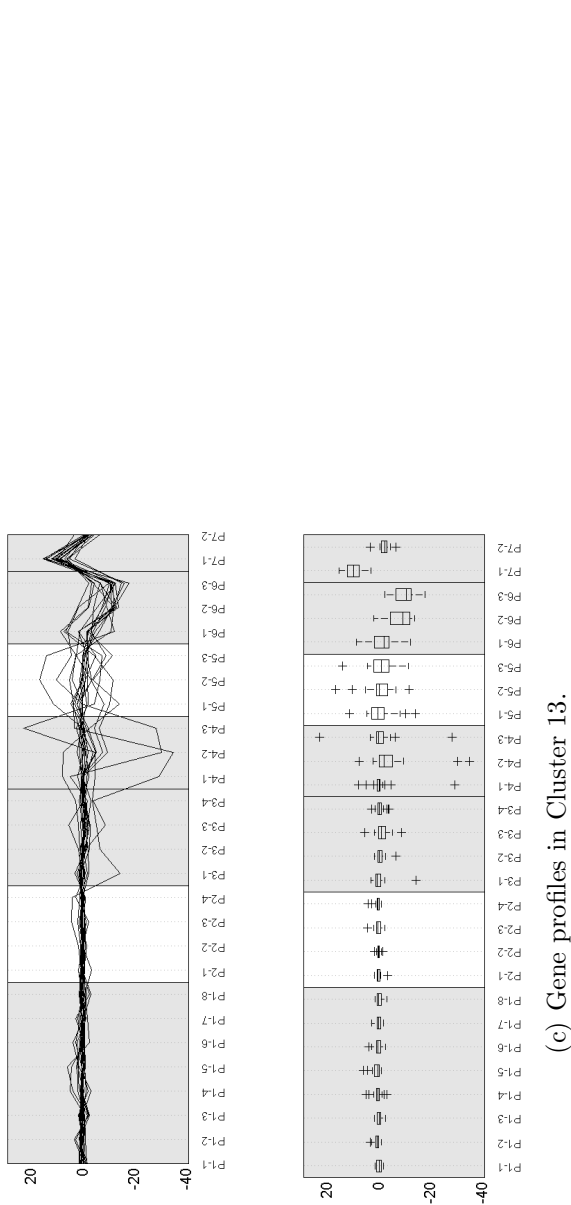 20
0
-20
-40
P1-1
P1-2
P1-3
P1-4
P1-5
P1-6
P1-7
P1-8
P2-1
P2-2
P2-3
P2-4
P3-1
P3-2
P3-3
P3-4
P4-1
P4-2
P4-3
P5-1
P5-2
P5-3
P6-1
P6-2
P6-3
P7-1
P7-2
20
0
-20
-40
P1-1
P1-2
P1-3
P1-4
P1-5
P1-6
P1-7
P1-8
P2-1
P2-2
P2-3
P2-4
P3-1
P3-2
P3-3
P3-4
P4-1
P4-2
P4-3
P5-1
P5-2
P5-3
P6-1
P6-2
P6-3
P7-1
P7-2
(c) Gene profiles in Cluster 13.